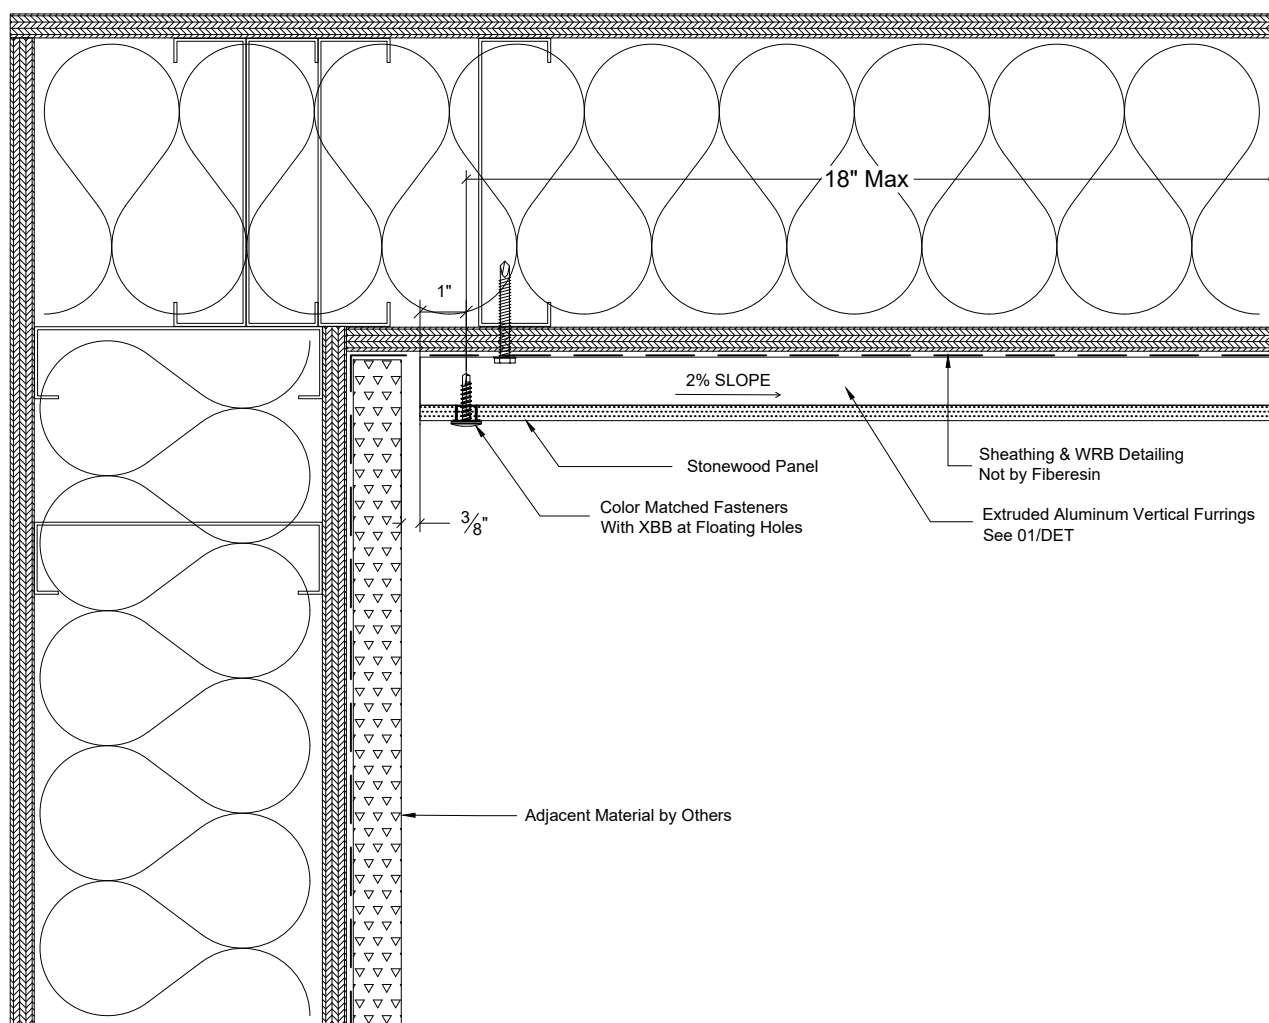 18" Max
1"
2% SLOPE
Stonewood Panel
Sheathing & WRB Detailing
Not by Fiberesin
Color Matched Fasteners
With XBB at Floating Holes
3/8"
Extruded Aluminum Vertical Furrings
See 01/DET
Adjacent Material by Others